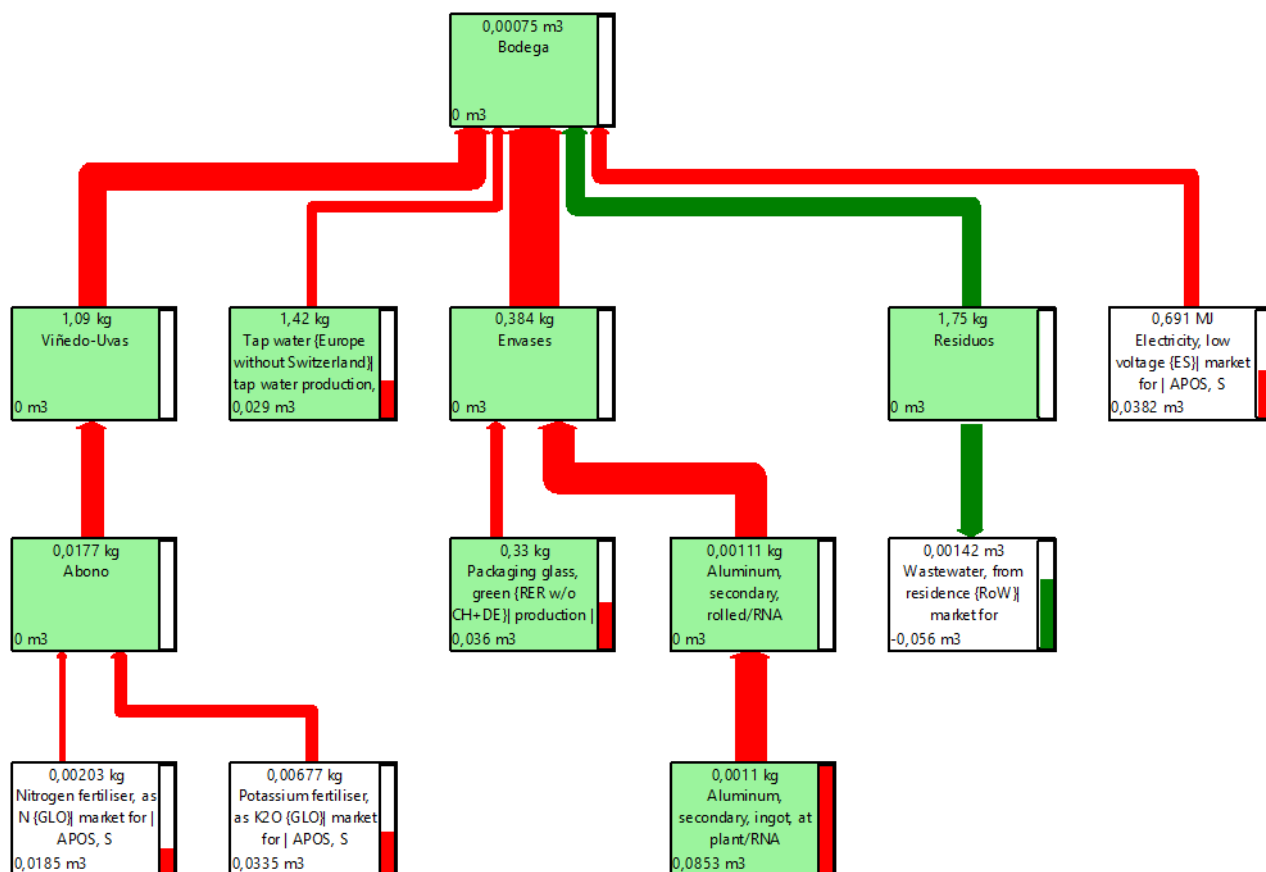 0,00075 m3
Bodega
0 m3
1,09 kg
Viñedo-Uvas
0 m3
1,42 kg
Tap water {Europe
without Switzerland}|
tap water production,
0,029 m3
0,384 kg
Envases
0 m3
1,75 kg
Residuos
0 m3
0,691 MJ
Electricity, low
voltage {ES}| market
for | APOS, S
0,0382 m3
0,0177 kg
Abono
0 m3
0,33 kg
Packaging glass,
green {RER w/o
CH+DE}| production |
0,036 m3
0,00111 kg
Aluminum,
secondary,
rolled/RNA
0 m3
0,00142 m3
Wastewater, from
residence {RoW}|
market for
-0,056 m3
0,00203 kg
Nitrogen fertiliser, as
N {GLO}| market for |
APOS, S
0,0185 m3
0,00677 kg
Potassium fertiliser,
as K2O {GLO}| market
for | APOS, S
0,0335 m3
0,0011 kg
Aluminum,
secondary, ingot, at
plant/RNA
0,0853 m3